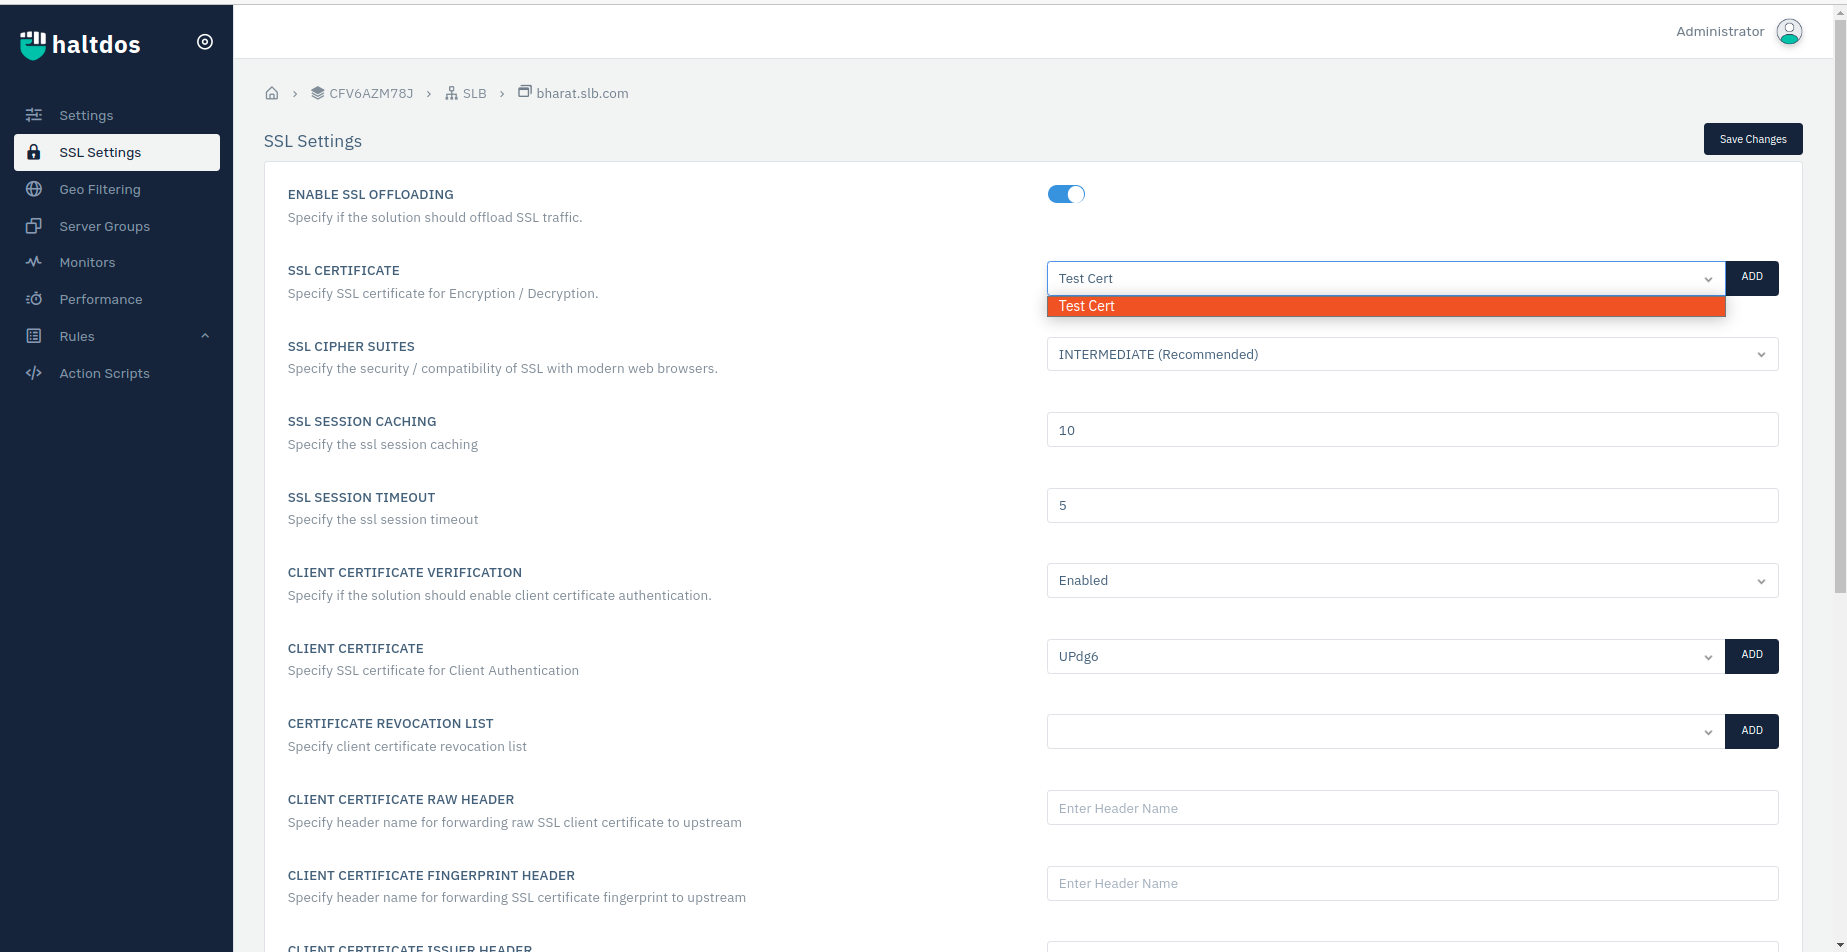 haltdos
Administrator
Settings
SSL Settings
Geo Filtering
Server Groups
Monitors
Performance
Rules
Action Scripts
CFV6AZM78J
SLB
bharat.slb.com
SSL Settings
Save Changes
ENABLE SSL OFFLOADING
Specify if the solution should offload SSL traffic.
SSL CERTIFICATE
Specify SSL certificate for Encryption / Decryption.
Test Cert
ADD
Test Cert
SSL CIPHER SUITES
Specify the security / compatibility of SSL with modern web browsers.
INTERMEDIATE (Recommended)
SSL SESSION CACHING
Specify the ssl session caching
10
SSL SESSION TIMEOUT
Specify the ssl session timeout
5
CLIENT CERTIFICATE VERIFICATION
Specify if the solution should enable client certificate authentication.
Enabled
CLIENT CERTIFICATE
Specify SSL certificate for Client Authentication
UPdg6
ADD
CERTIFICATE REVOCATION LIST
Specify client certificate revocation list
ADD
CLIENT CERTIFICATE RAW HEADER
Specify header name for forwarding raw SSL client certificate to upstream
Enter Header Name
CLIENT CERTIFICATE FINGERPRINT HEADER
Specify header name for forwarding SSL certificate fingerprint to upstream
Enter Header Name
CLIENT CERTIFICATE ISSUER HEADER